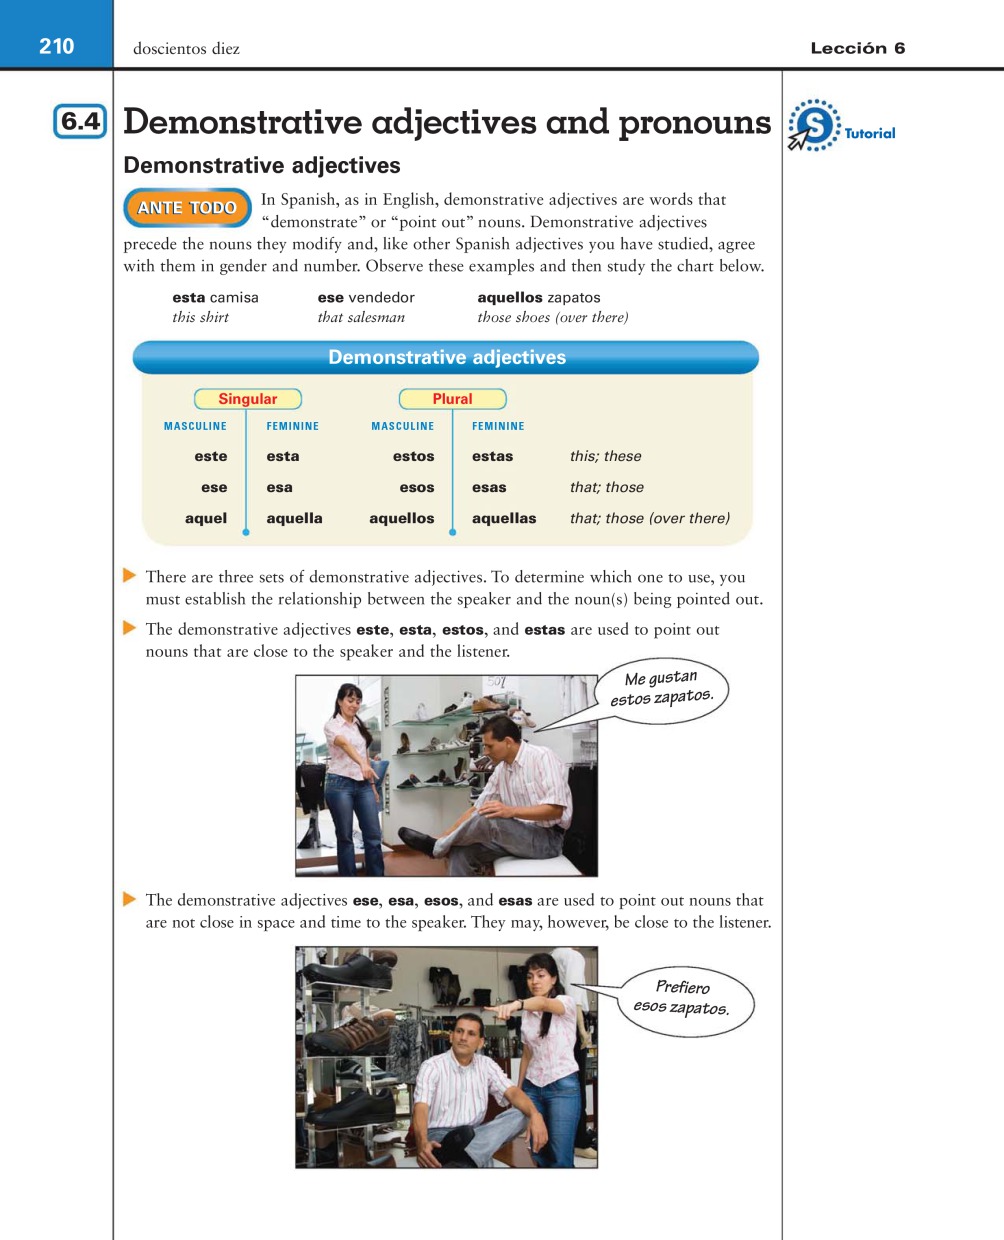 210
doscientos diez
Lección 6
6.4
Demonstrative adjectives and pronouns
S
Tutorial
Demonstrative adjectives
ANTE TODO
In Spanish, as in English, demonstrative adjectives are words that
“demonstrate” or “point out” nouns. Demonstrative adjectives
precede the nouns they modify and, like other Spanish adjectives you have studied, agree
with them in gender and number. Observe these examples and then study the chart below.
esta camisa ese vendedor aquellos zapatos
this shirt that salesman those shoes (over there)
Demonstrative adjectives
Singular Plural
MASCULINE FEMININE MASCULINE FEMININE
este esta estos estas this; these
ese esa esos esas that; those
aquel aquella aquellos aquellas that; those (over there)
There are three sets of demonstrative adjectives. To determine which one to use, you
must establish the relationship between the speaker and the noun(s) being pointed out.
The demonstrative adjectives este, esta, estos, and estas are used to point out
nouns that are close to the speaker and the listener.
Me gustan
estos zapatos.
The demonstrative adjectives ese, esa, esos, and esas are used to point out nouns that
are not close in space and time to the speaker. They may, however, be close to the listener.
Prefiero
esos zapatos.